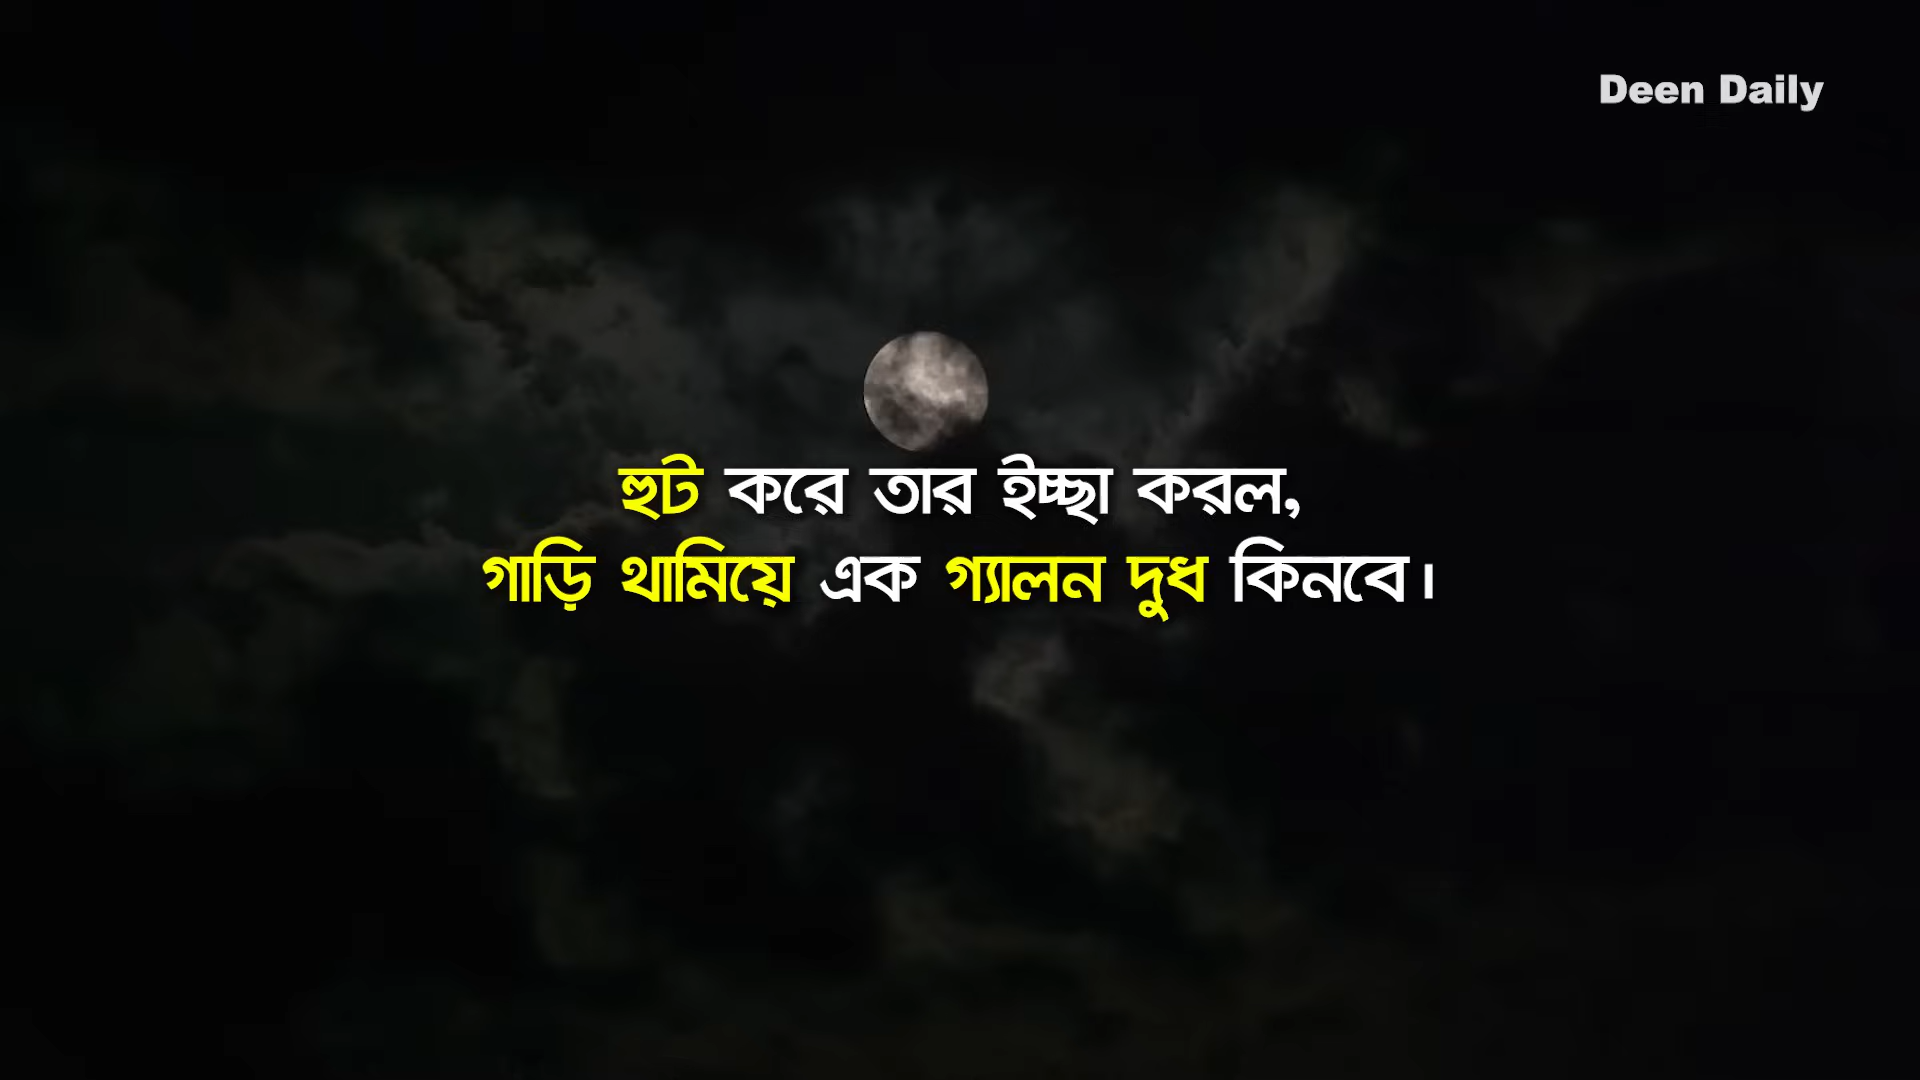 Deen Daily
হুট করে তার ইচ্ছা করল,
গাড়ি থামিয়ে এক গ্যালন দুধ কিনবে।